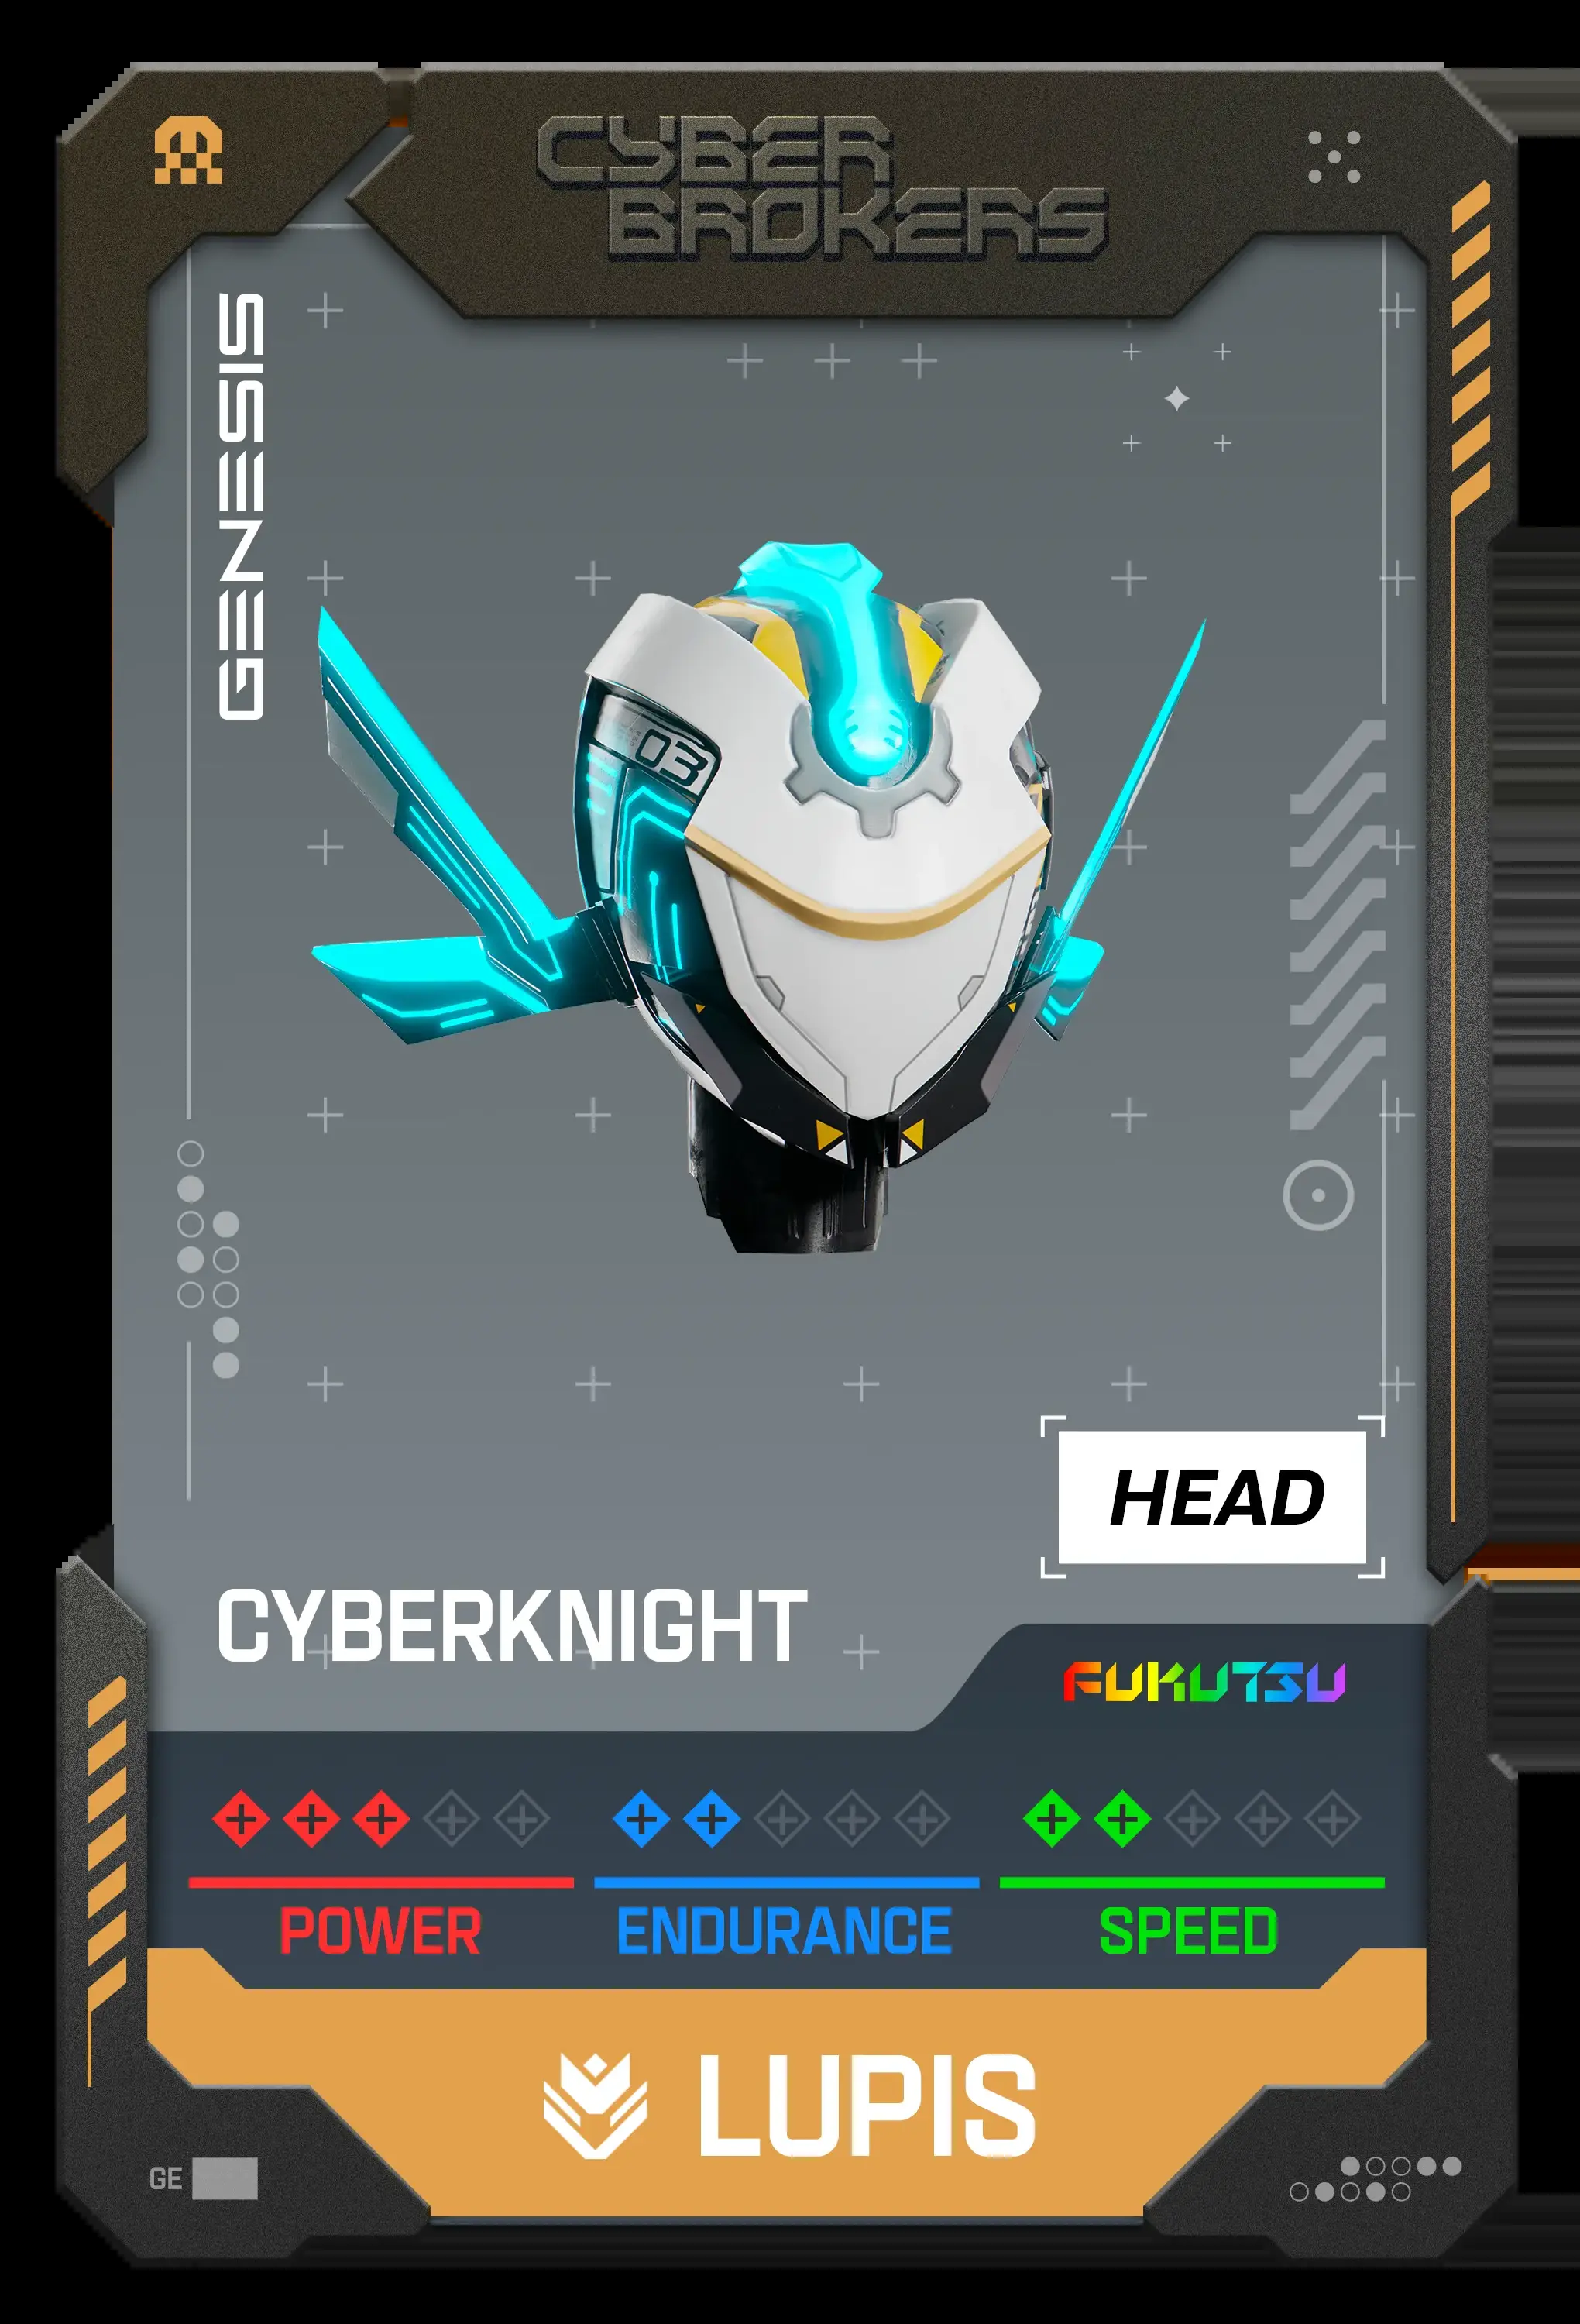 CYBER
BROKERS
GENESIS
03
HEAD
CYBERKNIGHT
FUKUTSU
POWER
ENDURANCE
SPEED
LUPIS
GE